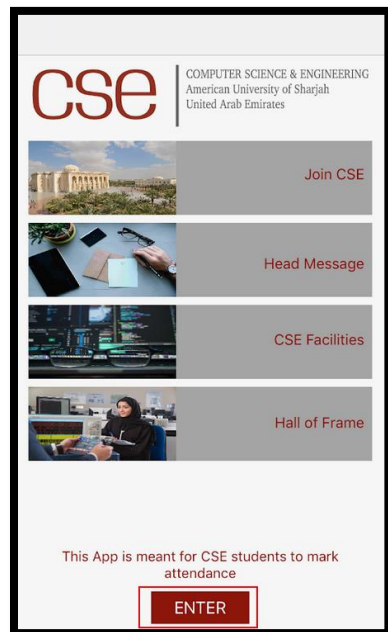 cse
COMPUTER SCIENCE & ENGINEERING
American University of Sharjah
United Arab Emirates
Join CSE
Head Message
CSE Facilities
Hall of Frame
This App is meant for CSE students to mark
attendance
ENTER